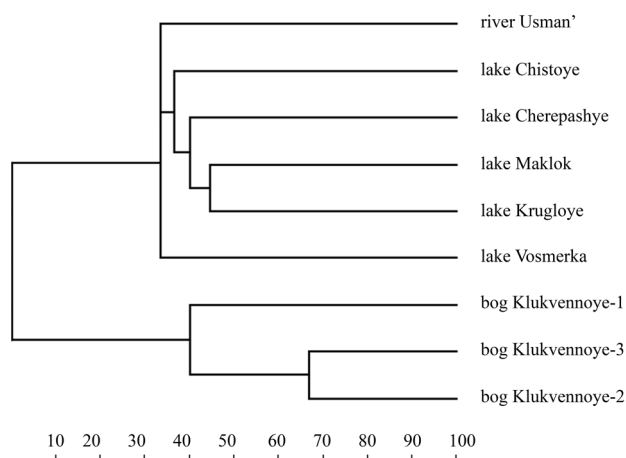 river Usman’
lake Chistoye
lake Cherepashye
lake Maklok
lake Krugloye
lake Vosmerka
bog Klukvennoye-1
bog Klukvennoye-3
bog Klukvennoye-2
10 20 30 40 50 60 70 80 90 100